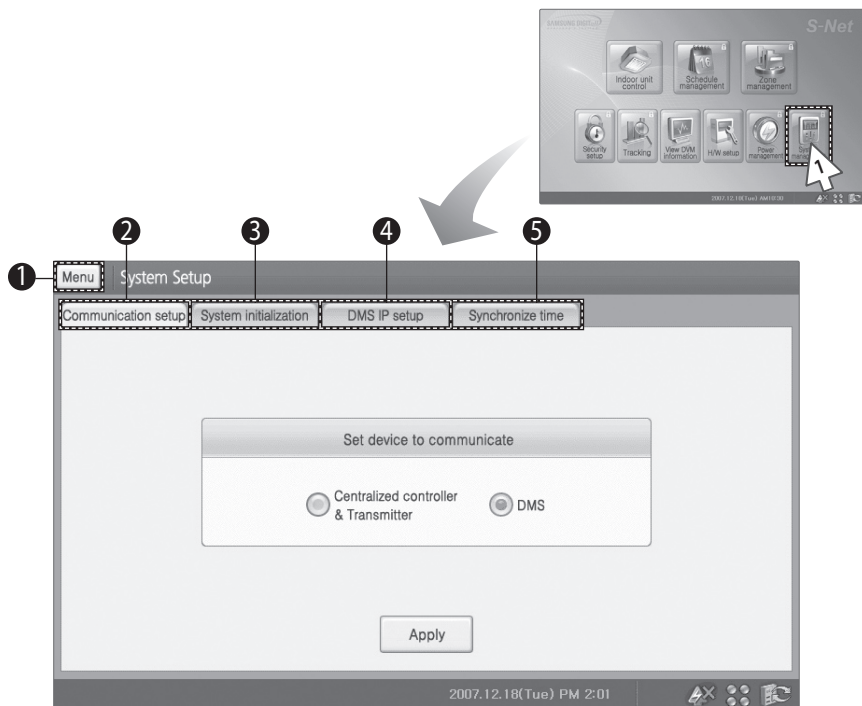 SAMSUNG DIGIT
S-Net
Indoor unit
control
Schedule
management
Zone
management
Security
setup
Tracking
View DVM
Information
H/W setup
Power
management
1
2
3
4
5
1
Menu
System Setup
Communication setup
System initialization
DMS IP setup
Synchronize time
Set device to communicate
Centralized controller
& Transmitter
DMS
Apply
2007.12.18(Tue) PM 2:01